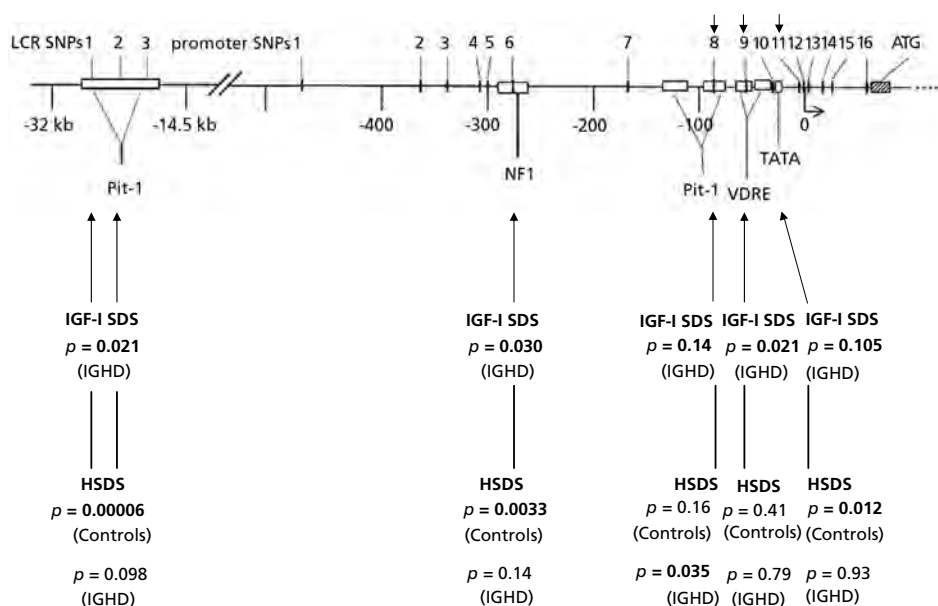 LCR SNPs1 2 3 promoter SNPs1 2 3 4 5 6 7 8 9 10 11 12 13 14 15 16 ATG
-32 kb -14.5 kb -400 -300 -200 -100 0
Pit-1 NF1 Pit-1 VDRE TATA
IGF-I SDS IGF-I SDS IGF-I SDS IGF-I SDS IGF-I SDS
p = 0.021 p = 0.030 p = 0.14 p = 0.021 p = 0.105
(IGHD) (IGHD) (IGHD) (IGHD) (IGHD)
HSDS HSDS HSDS HSDS HSDS
p = 0.00006 p = 0.0033 p = 0.16 p = 0.41 p = 0.012
(Controls) (Controls) (Controls) (Controls) (Controls)
p = 0.098 p = 0.14 p = 0.035 p = 0.79 p = 0.93
(IGHD) (IGHD) (IGHD) (IGHD) (IGHD)